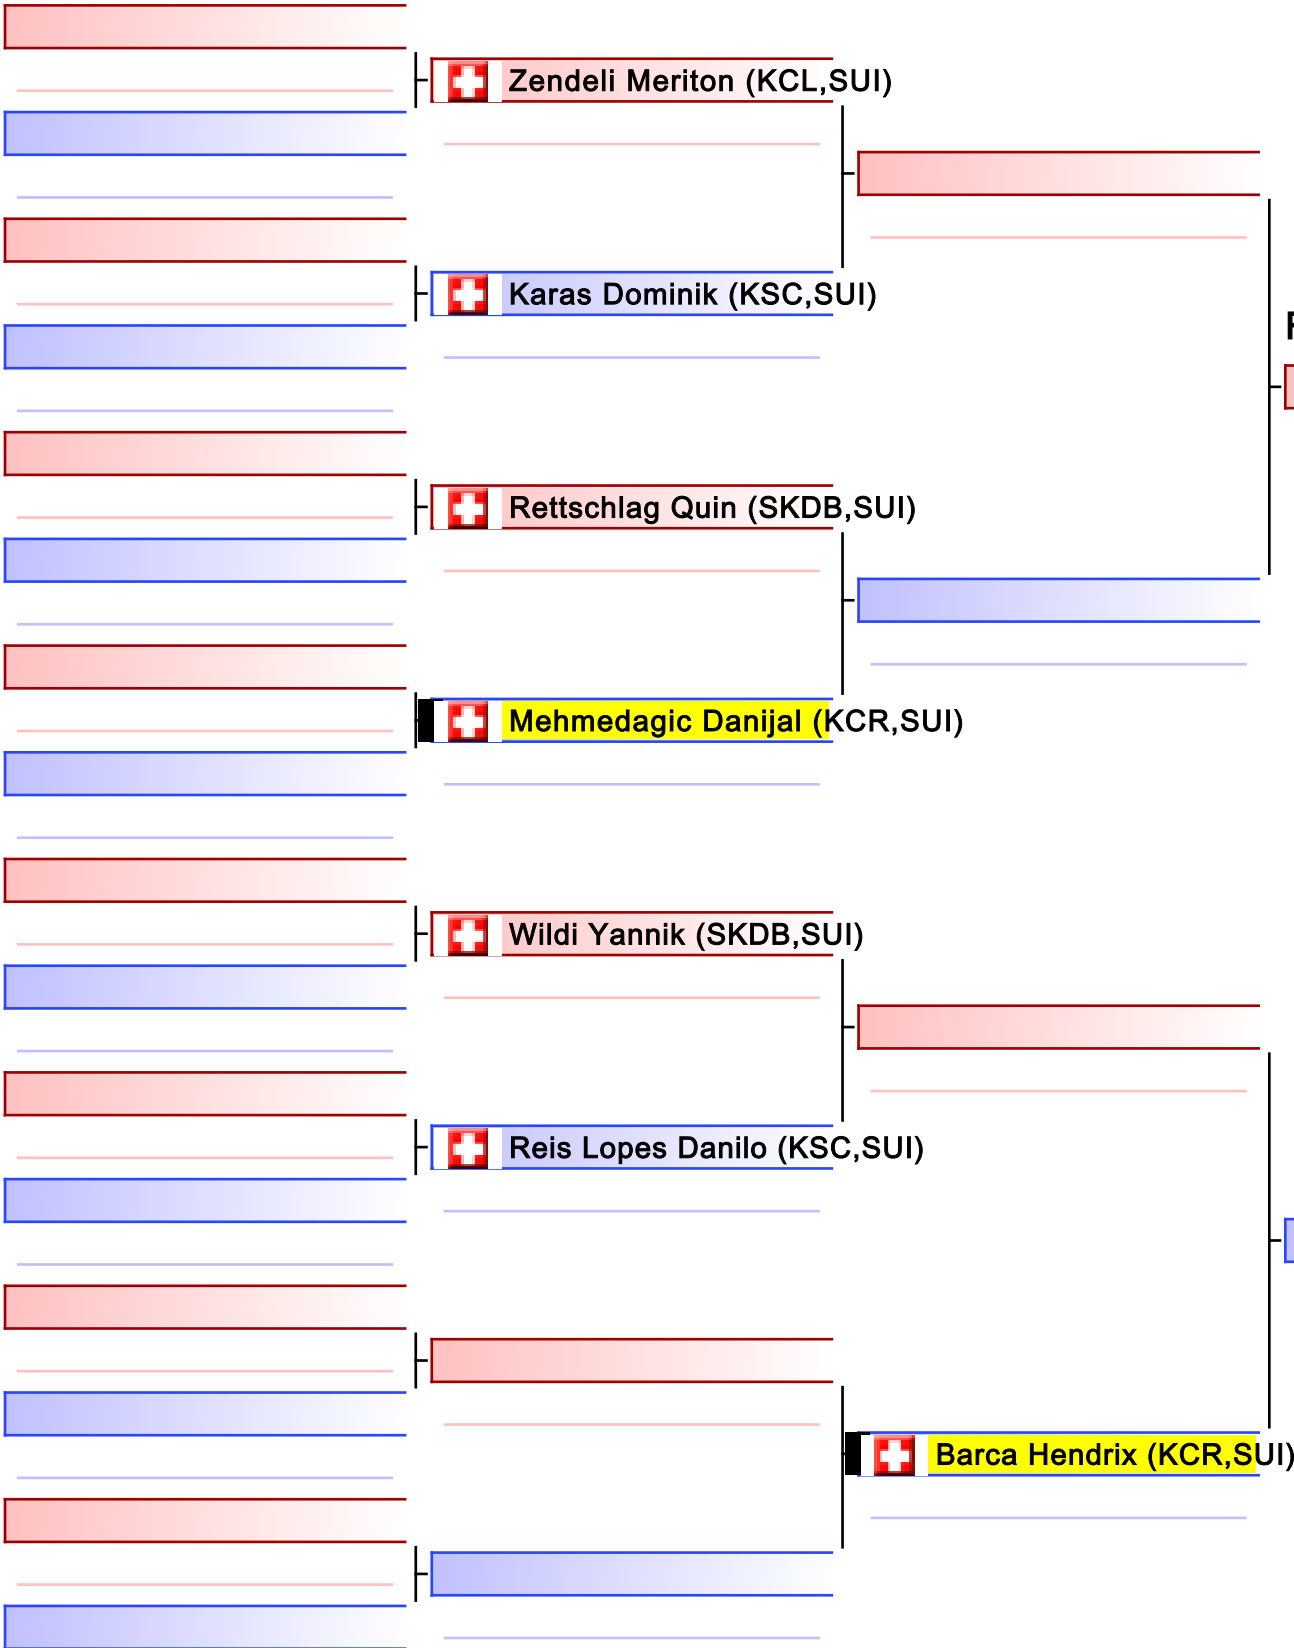 Zendeli Meriton (KCL,SUI)
Karas Dominik (KSC,SUI)
Rettschlag Quin (SKDB,SUI)
Mehmedagic Danijal (KCR,SUI)
Wildi Yannik (SKDB,SUI)
Reis Lopes Danilo (KSC,SUI)
Barca Hendrix (KCR,SUI)